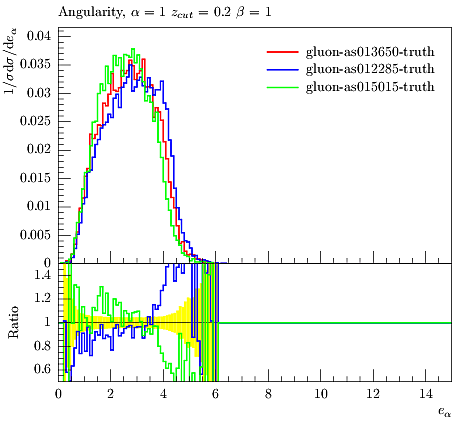 Angularity, α = 1 z_cut = 0.2 β = 1
1/σ dσ/de_α
0.04
0.035
0.03
0.025
0.02
0.015
0.01
0.005
0
gluon-as013650-truth
gluon-as012285-truth
gluon-as015015-truth
Ratio
1.4
1.2
1
0.8
0.6
0 2 4 6 8 10 12 14
e_α